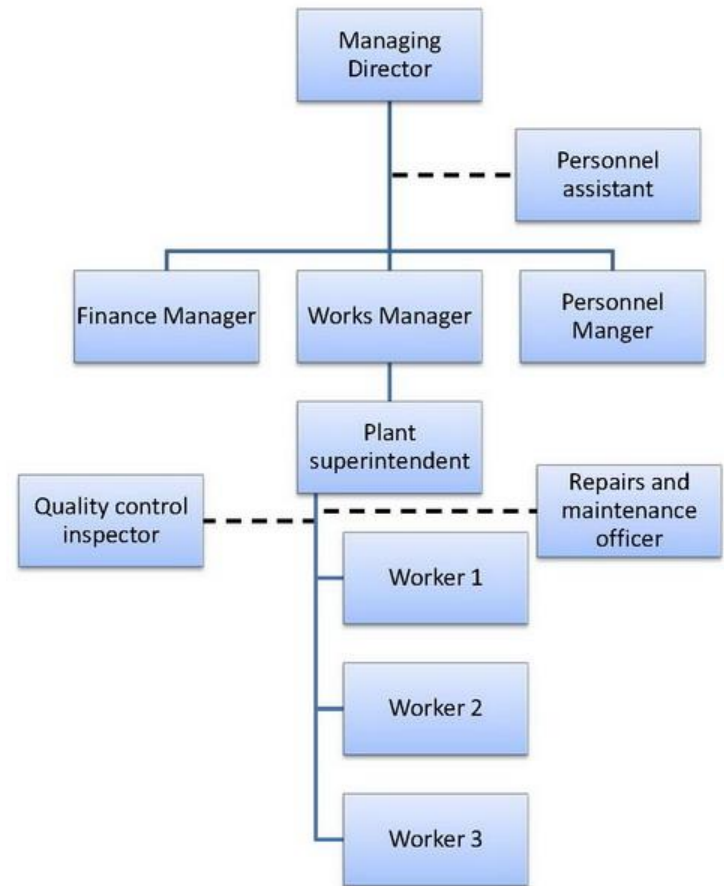 Managing
Director
Personnel
assistant
Finance Manager
Works Manager
Personnel
Manger
Plant
superintendent
Quality control
inspector
Repairs and
maintenance
officer
Worker 1
Worker 2
Worker 3